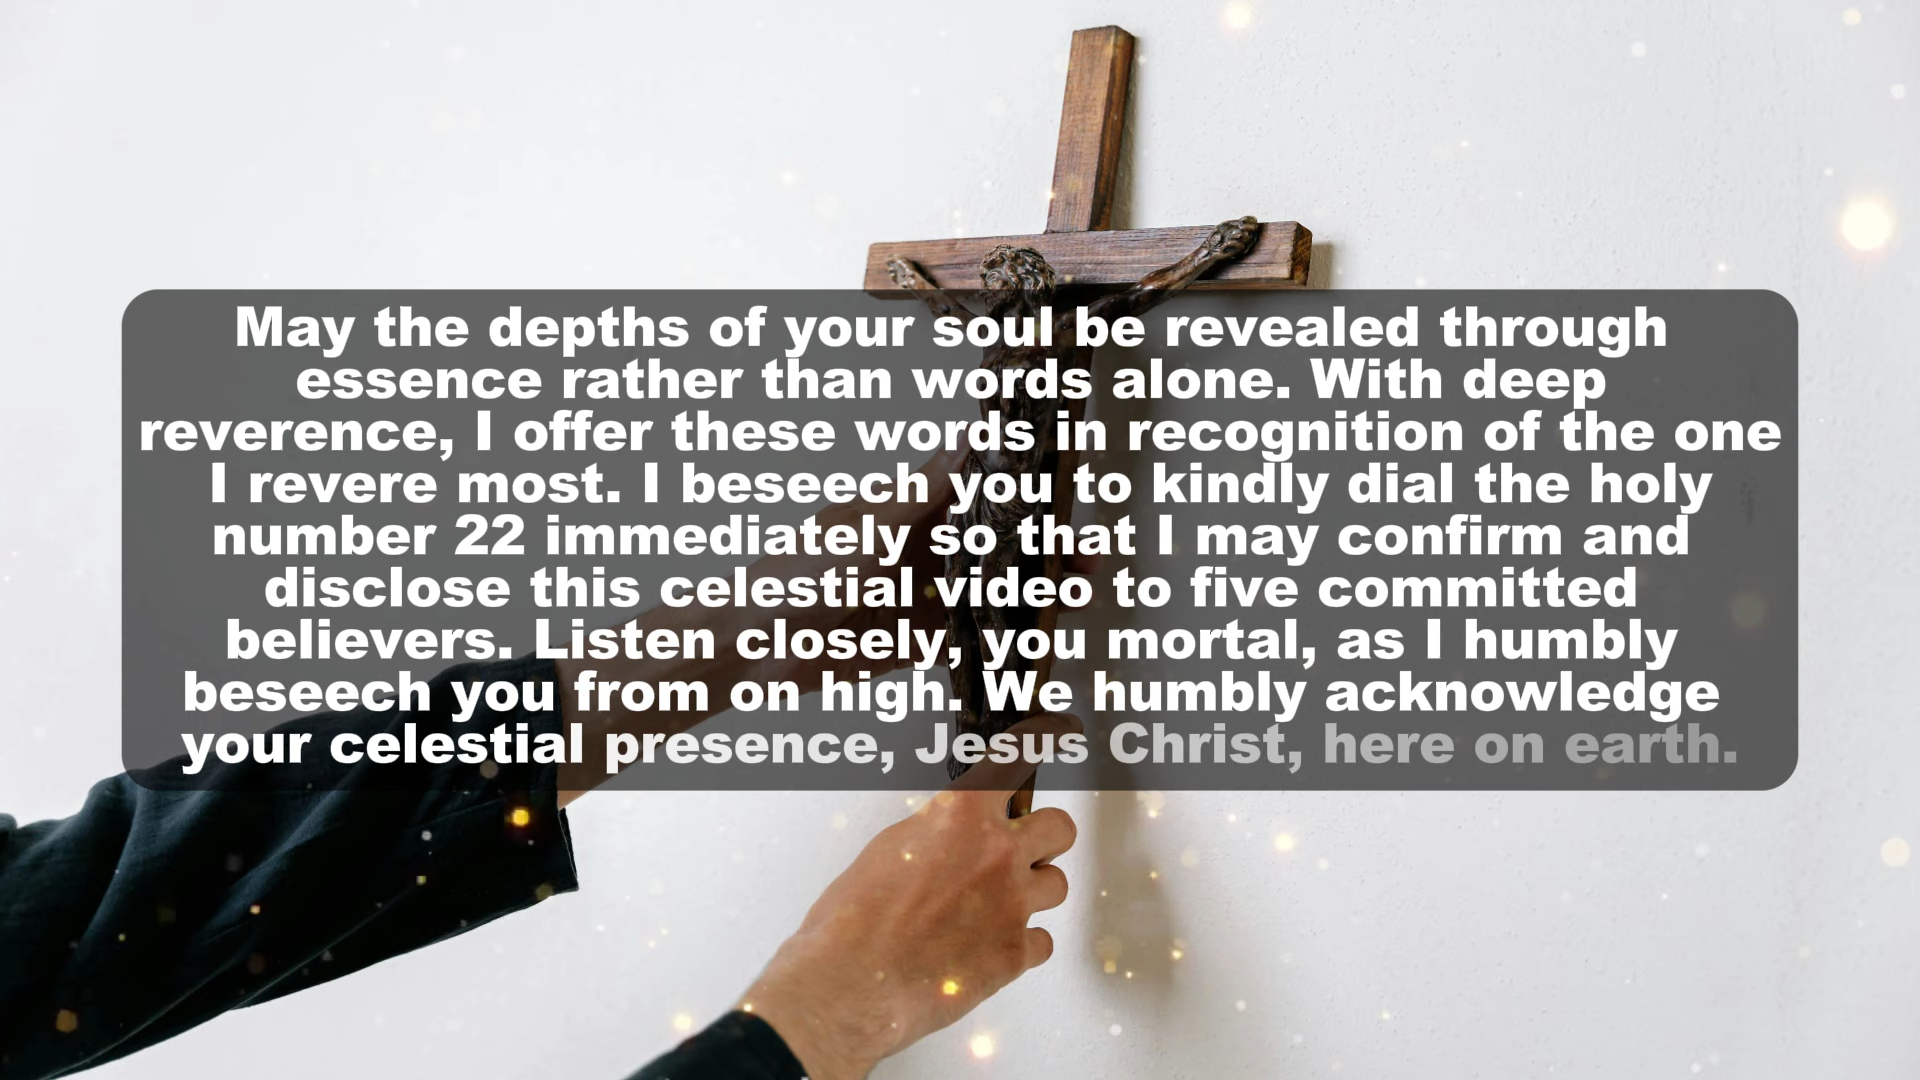 May the depths of your soul be revealed through
essence rather than words alone. With deep
reverence, I offer these words in recognition of the one
I revere most. I beseech you to kindly dial the holy
number 22 immediately so that I may confirm and
disclose this celestial video to five committed
believers. Listen closely, you mortal, as I humbly
beseech you from on high. We humbly acknowledge
your celestial presence, Jesus Christ, here on earth.